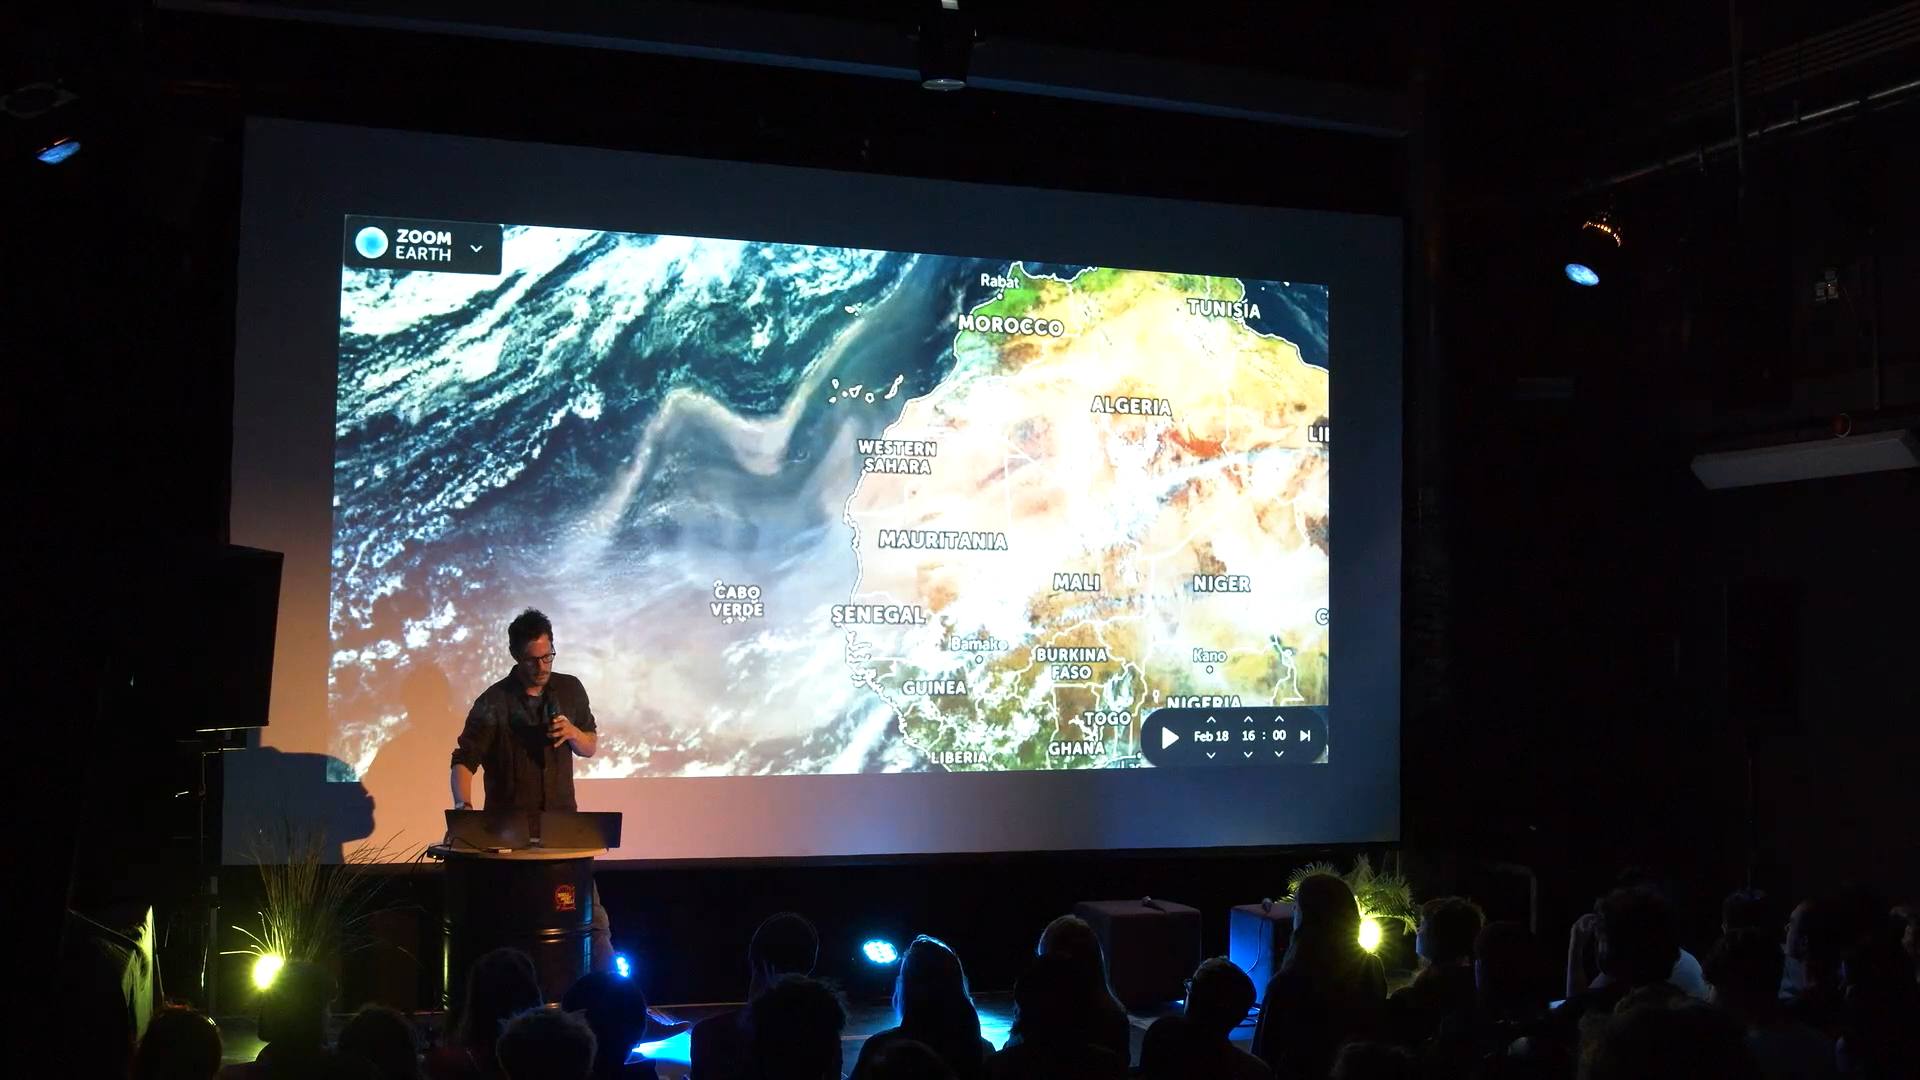 ZOOM
EARTH
Rabat
MOROCCO
TUNISIA
ALGERIA
WESTERN
SAHARA
MAURITANIA
MALI
NIGER
CABO
VERDE
SENEGAL
Bamako
BURKINA
FASO
Kano
GUINEA
NIGERIA
TOGO
GHANA
LIBERIA
Feb 18 16 : 00